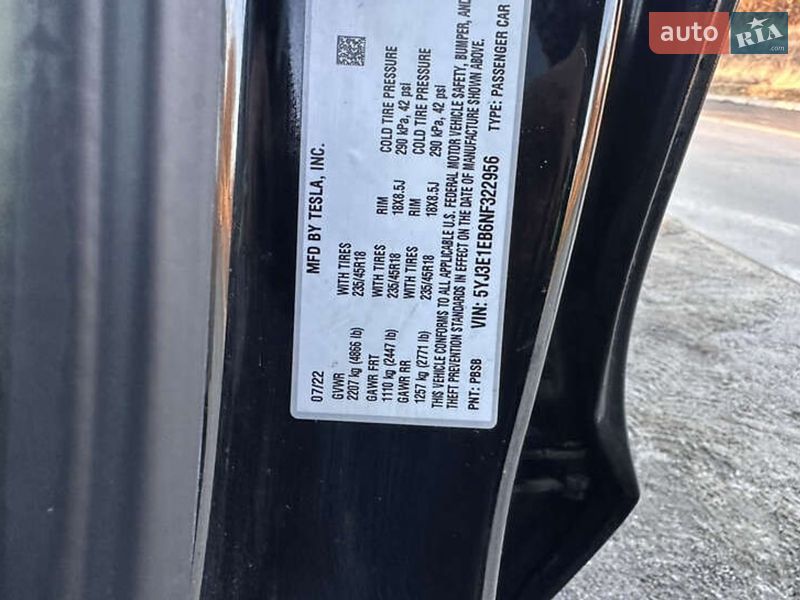 auto RIA
MFD BY TESLA, INC.
07/22
GVWR
2207 kg (4866 lb)
WITH TIRES
235/45R18
RIM
18X8.5J
COLD TIRE PRESSURE
290 kPa, 42 psi
GAWR FRT
1110 kg (2447 lb)
WITH TIRES
235/45R18
RIM
18X8.5J
COLD TIRE PRESSURE
290 kPa, 42 psi
GAWR RR
1257 kg (2771 lb)
WITH TIRES
235/45R18
THIS VEHICLE CONFORMS TO ALL APPLICABLE U.S. FEDERAL MOTOR VEHICLE SAFETY, BUMPER, AND
THEFT PREVENTION STANDARDS IN EFFECT ON THE DATE OF MANUFACTURE SHOWN ABOVE.
PNT: PBSB
VIN: 5YJ3E1EB6NF322956
TYPE: PASSENGER CAR